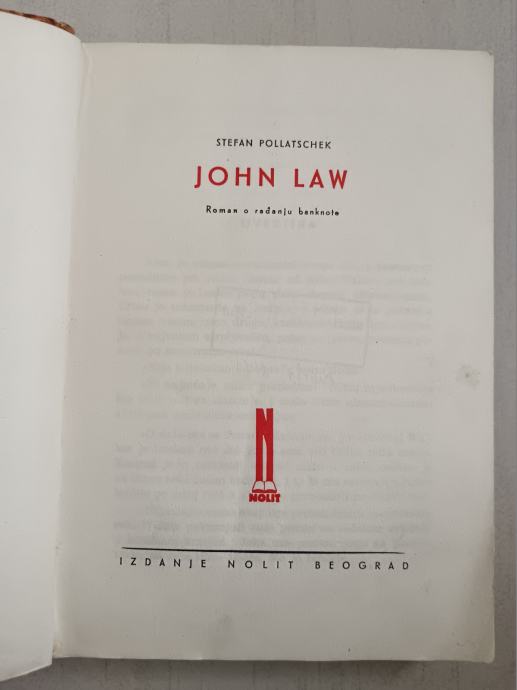 STEFAN POLLATSCHEK
JOHN LAW
Roman o rađanju banknote
NOLIT
IZDANJE NOLIT BEOGRAD